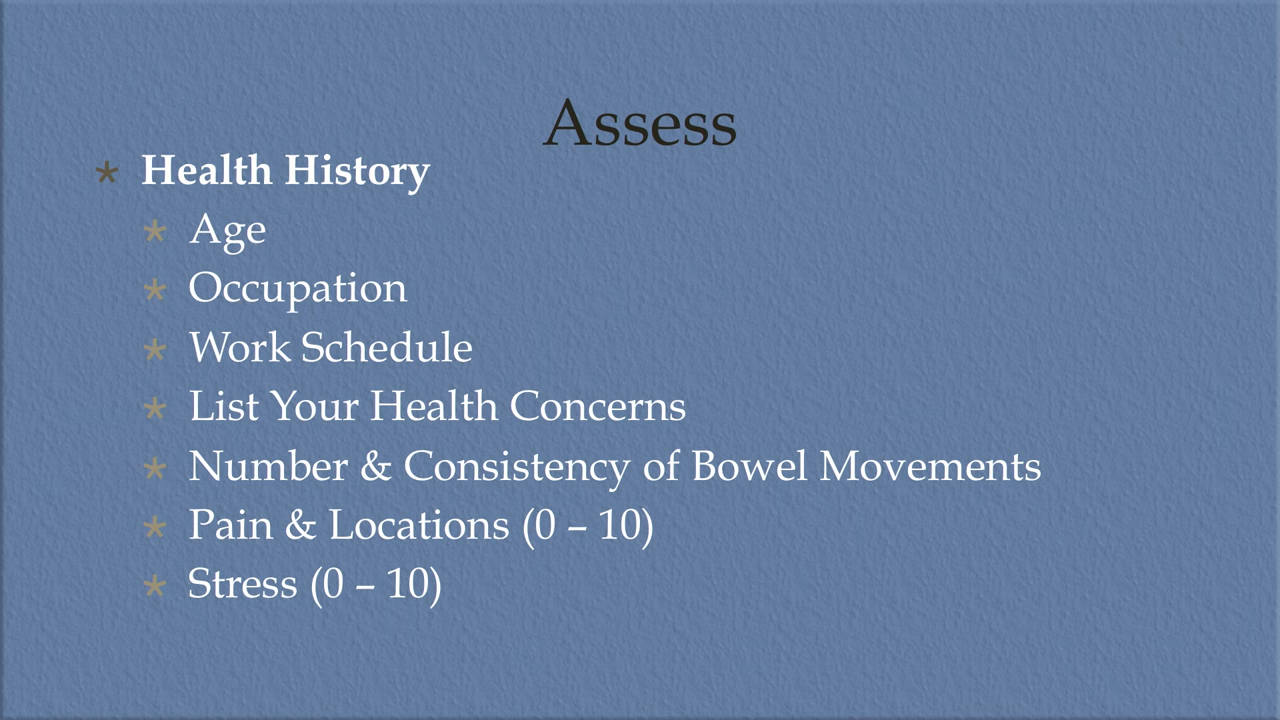 Assess
* Health History
* Age
* Occupation
* Work Schedule
* List Your Health Concerns
* Number & Consistency of Bowel Movements
* Pain & Locations (0 – 10)
* Stress (0 – 10)